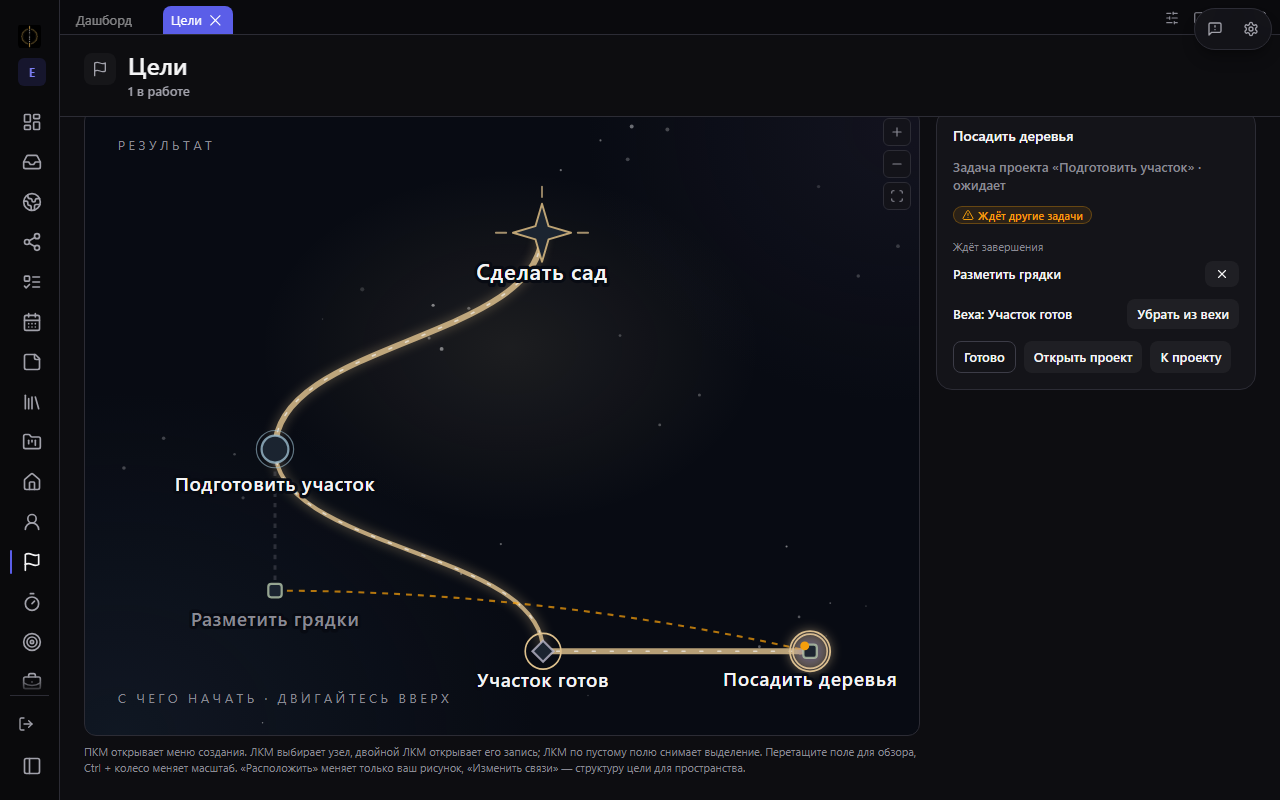 Дашборд
Цели
E
Цели
1 в работе
РЕЗУЛЬТАТ
Сделать сад
Подготовить участок
Разметить грядки
Участок готов
Посадить деревья
С ЧЕГО НАЧАТЬ · ДВИГАЙТЕСЬ ВВЕРХ
ПКМ открывает меню создания. ЛКМ выбирает узел, двойной ЛКМ открывает его запись; ЛКМ по пустому полю снимает выделение. Перетащите поле для обзора,
Ctrl + колесо меняет масштаб. «Расположить» меняет только ваш рисунок, «Изменить связи» — структуру цели для пространства.
Посадить деревья
Задача проекта «Подготовить участок» ·
ожидает
Ждёт другие задачи
Ждёт завершения
Разметить грядки
Веха: Участок готов
Убрать из вехи
Готово
Открыть проект
К проекту